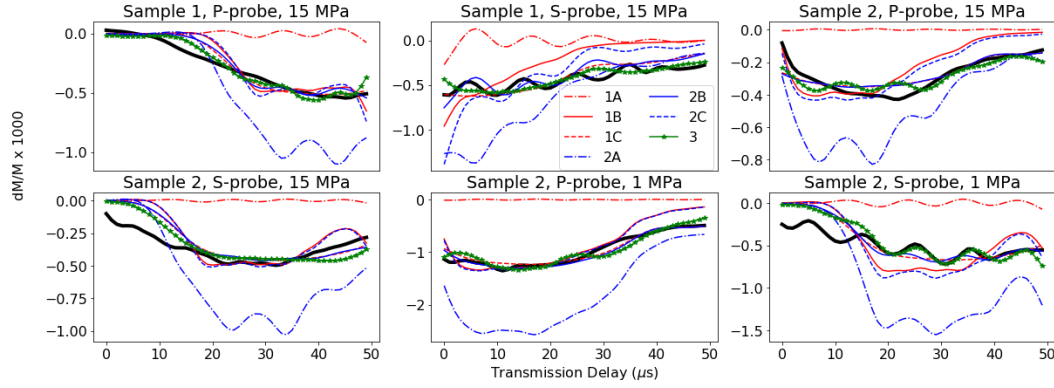 Sample 1, P-probe, 15 MPa
Sample 1, S-probe, 15 MPa
Sample 2, P-probe, 15 MPa
0.00
−0.5
−1.0
0.0
−0.5
−1.0
1A
1B
1C
2A
2B
2C
3
0.0
−0.2
−0.4
−0.6
−0.8
dM/M x 1000
Sample 2, S-probe, 15 MPa
Sample 2, P-probe, 1 MPa
Sample 2, S-probe, 1 MPa
0.00
−0.25
−0.50
−0.75
−1.00
0
−1
−2
0.0
−0.5
−1.0
−1.5
0 10 20 30 40 50
0 10 20 30 40 50
0 10 20 30 40 50
Transmission Delay (μs)